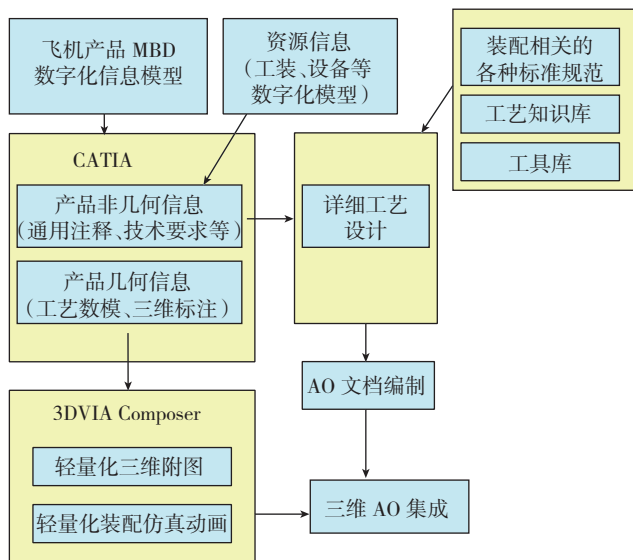 飞机产品 MBD
数字化信息模型
资源信息
（工装、设备等
数字化模型）
装配相关的
各种标准规范
工艺知识库
工具库
CATIA
产品非几何信息
（通用注释、技术要求等）
产品几何信息
（工艺数模、三维标注）
详细工艺
设计
AO 文档编制
3DVIA Composer
轻量化三维附图
轻量化装配仿真动画
三维 AO 集成